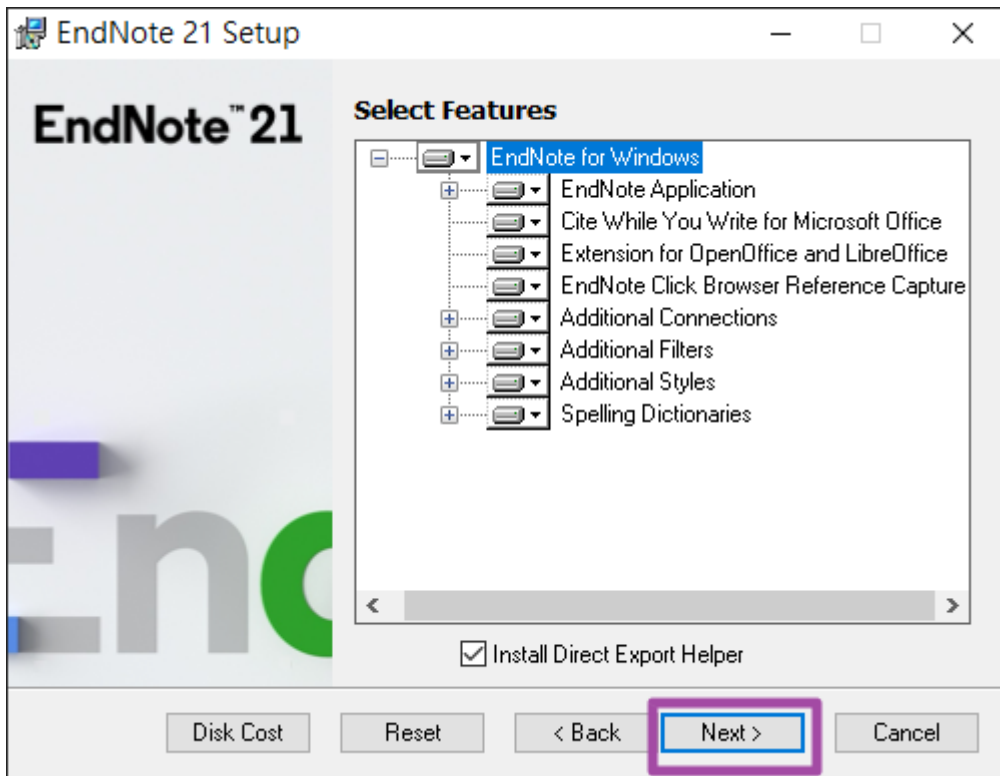 EndNote 21 Setup
EndNote™21
Select Features
EndNote for Windows
EndNote Application
Cite While You Write for Microsoft Office
Extension for OpenOffice and LibreOffice
EndNote Click Browser Reference Capture
Additional Connections
Additional Filters
Additional Styles
Spelling Dictionaries
En
Install Direct Export Helper
Disk Cost
Reset
< Back
Next >
Cancel